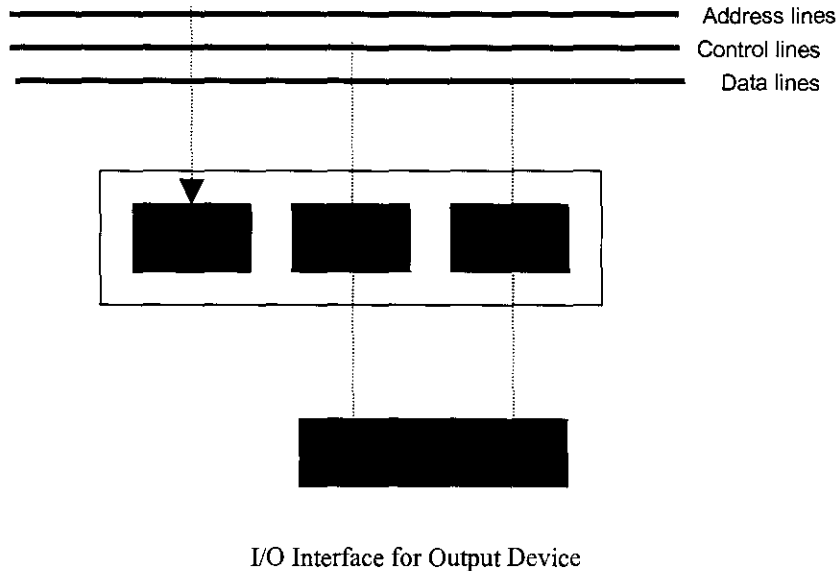 Address lines
Control lines
Data lines
I/O Interface for Output Device